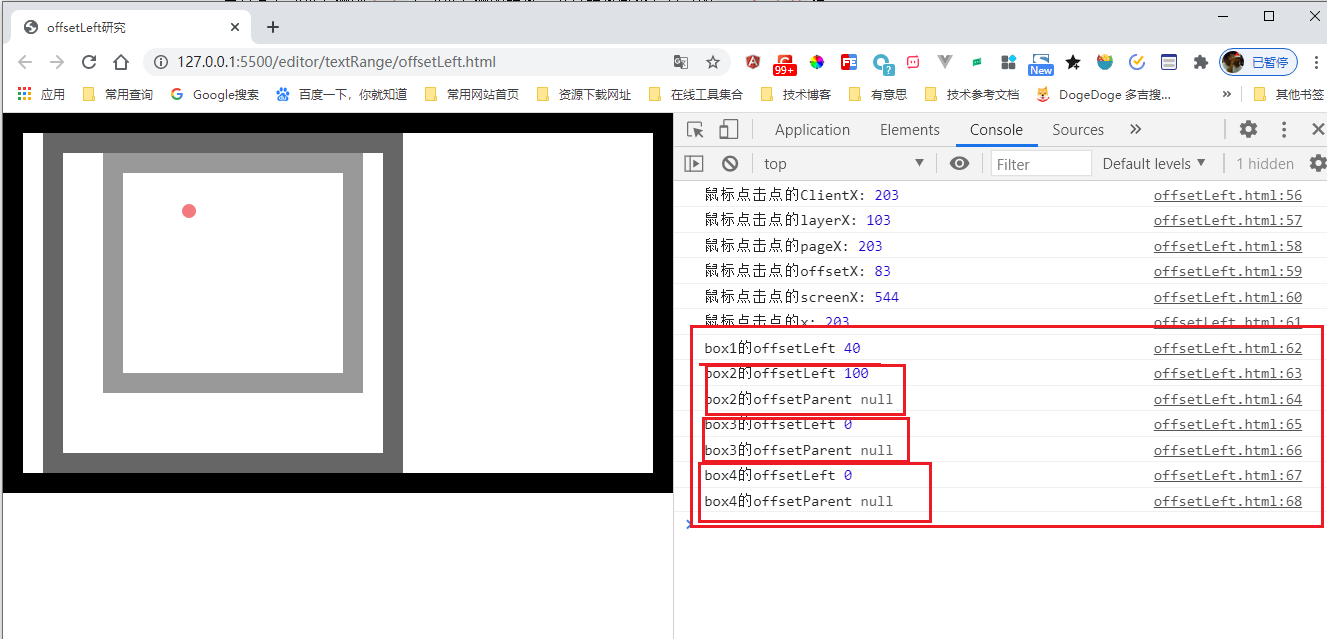 offsetLeft研究
127.0.0.1:5500/editor/textRange/offsetLeft.html
99+
New
已暂停
应用
常用查询
Google搜索
百度一下，你就知道
常用网站首页
资源下载网址
在线工具集合
技术博客
有意思
技术参考文档
DogeDoge 多吉搜...
其他书签
Application
Elements
Console
Sources
top
Filter
Default levels
1 hidden
鼠标点击点的ClientX: 203 offsetLeft.html:56
鼠标点击点的layerX: 103 offsetLeft.html:57
鼠标点击点的pageX: 203 offsetLeft.html:58
鼠标点击点的offsetX: 83 offsetLeft.html:59
鼠标点击点的screenX: 544 offsetLeft.html:60
鼠标点击点的x: 203 offsetLeft.html:61
box1的offsetLeft 40 offsetLeft.html:62
box2的offsetLeft 100 offsetLeft.html:63
box2的offsetParent null offsetLeft.html:64
box3的offsetLeft 0 offsetLeft.html:65
box3的offsetParent null offsetLeft.html:66
box4的offsetLeft 0 offsetLeft.html:67
box4的offsetParent null offsetLeft.html:68